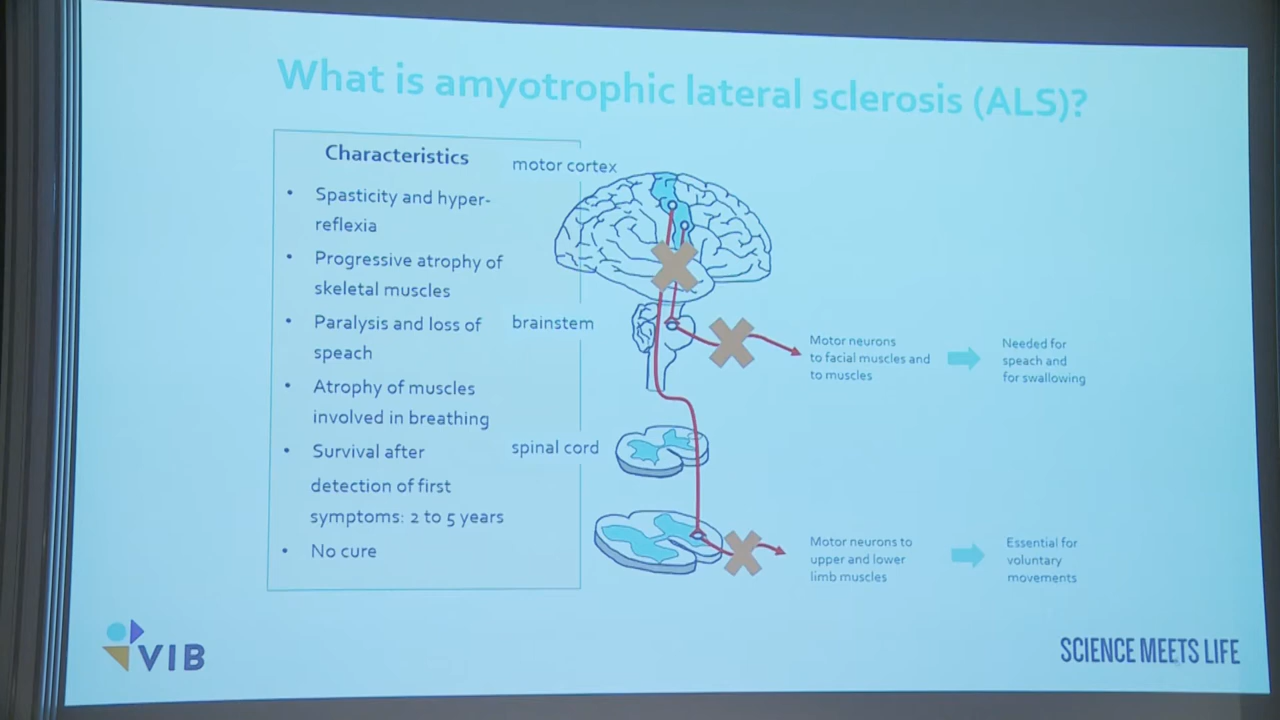 What is amyotrophic lateral sclerosis (ALS)?
Characteristics
• Spasticity and hyper-
reflexia
• Progressive atrophy of
skeletal muscles
• Paralysis and loss of
speach
• Atrophy of muscles
involved in breathing
• Survival after
detection of first
symptoms: 2 to 5 years
• No cure
motor cortex
brainstem
spinal cord
Motor neurons
to facial muscles and
to muscles
Needed for
speach and
for swallowing
Motor neurons to
upper and lower
limb muscles
Essential for
voluntary
movements
VIB
SCIENCE MEETS LIFE